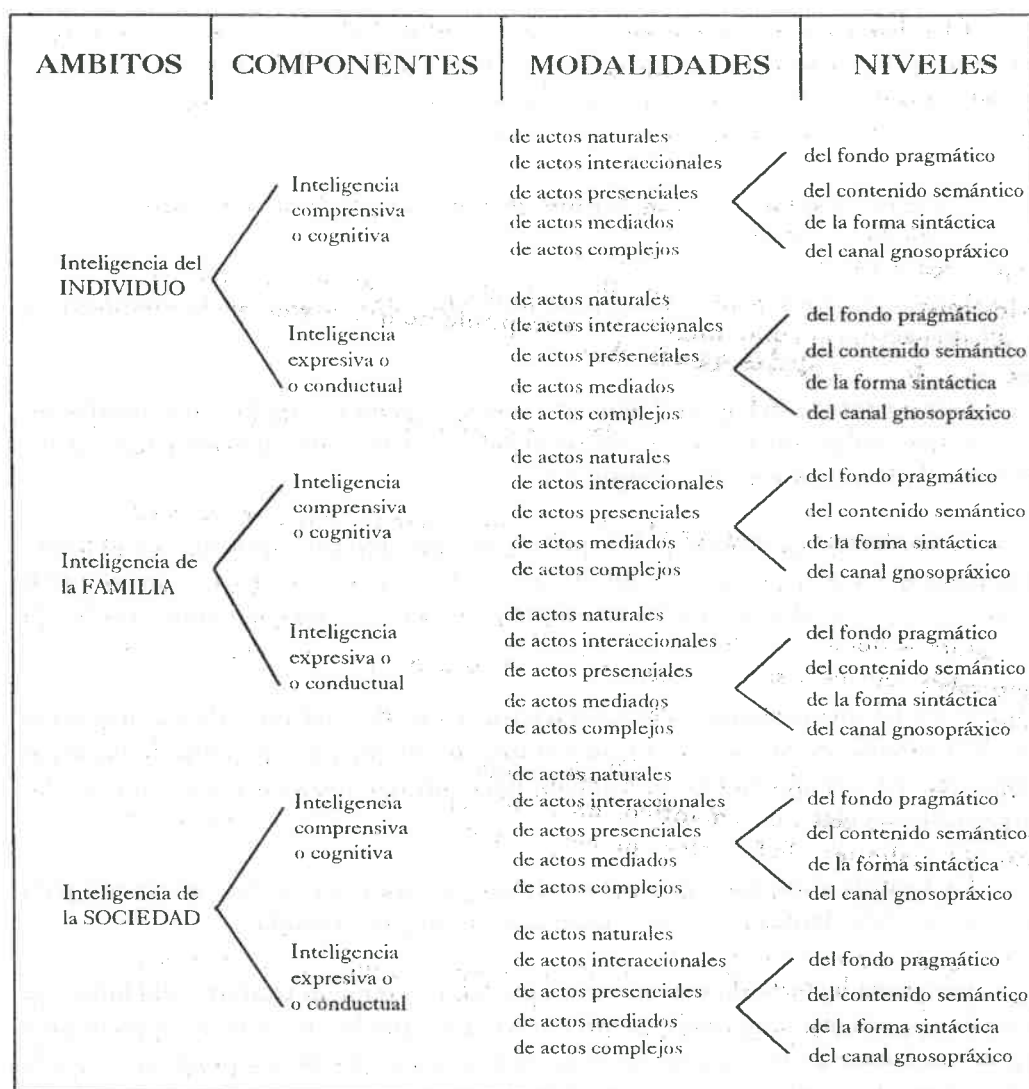 AMBITOS COMPONENTES MODALIDADES NIVELES
Inteligencia del
INDIVIDUO
Inteligencia
comprensiva
o cognitiva
de actos naturales
de actos interaccionales
de actos presenciales
de actos mediados
de actos complejos
del fondo pragmático
del contenido semántico
de la forma sintáctica
del canal gnosopráxico
Inteligencia
expresiva o
o conductual
de actos naturales
de actos interaccionales
de actos presenciales
de actos mediados
de actos complejos
del fondo pragmático
del contenido semántico
de la forma sintáctica
del canal gnosopráxico
Inteligencia de
la FAMILIA
Inteligencia
comprensiva
o cognitiva
de actos naturales
de actos interaccionales
de actos presenciales
de actos mediados
de actos complejos
del fondo pragmático
del contenido semántico
de la forma sintáctica
del canal gnosopráxico
Inteligencia
expresiva o
o conductual
de actos naturales
de actos interaccionales
de actos presenciales
de actos mediados
de actos complejos
del fondo pragmático
del contenido semántico
de la forma sintáctica
del canal gnosopráxico
Inteligencia de
la SOCIEDAD
Inteligencia
comprensiva
o cognitiva
de actos naturales
de actos interaccionales
de actos presenciales
de actos mediados
de actos complejos
del fondo pragmático
del contenido semántico
de la forma sintáctica
del canal gnosopráxico
Inteligencia
expresiva o
o conductual
de actos naturales
de actos interaccionales
de actos presenciales
de actos mediados
de actos complejos
del fondo pragmático
del contenido semántico
de la forma sintáctica
del canal gnosopráxico